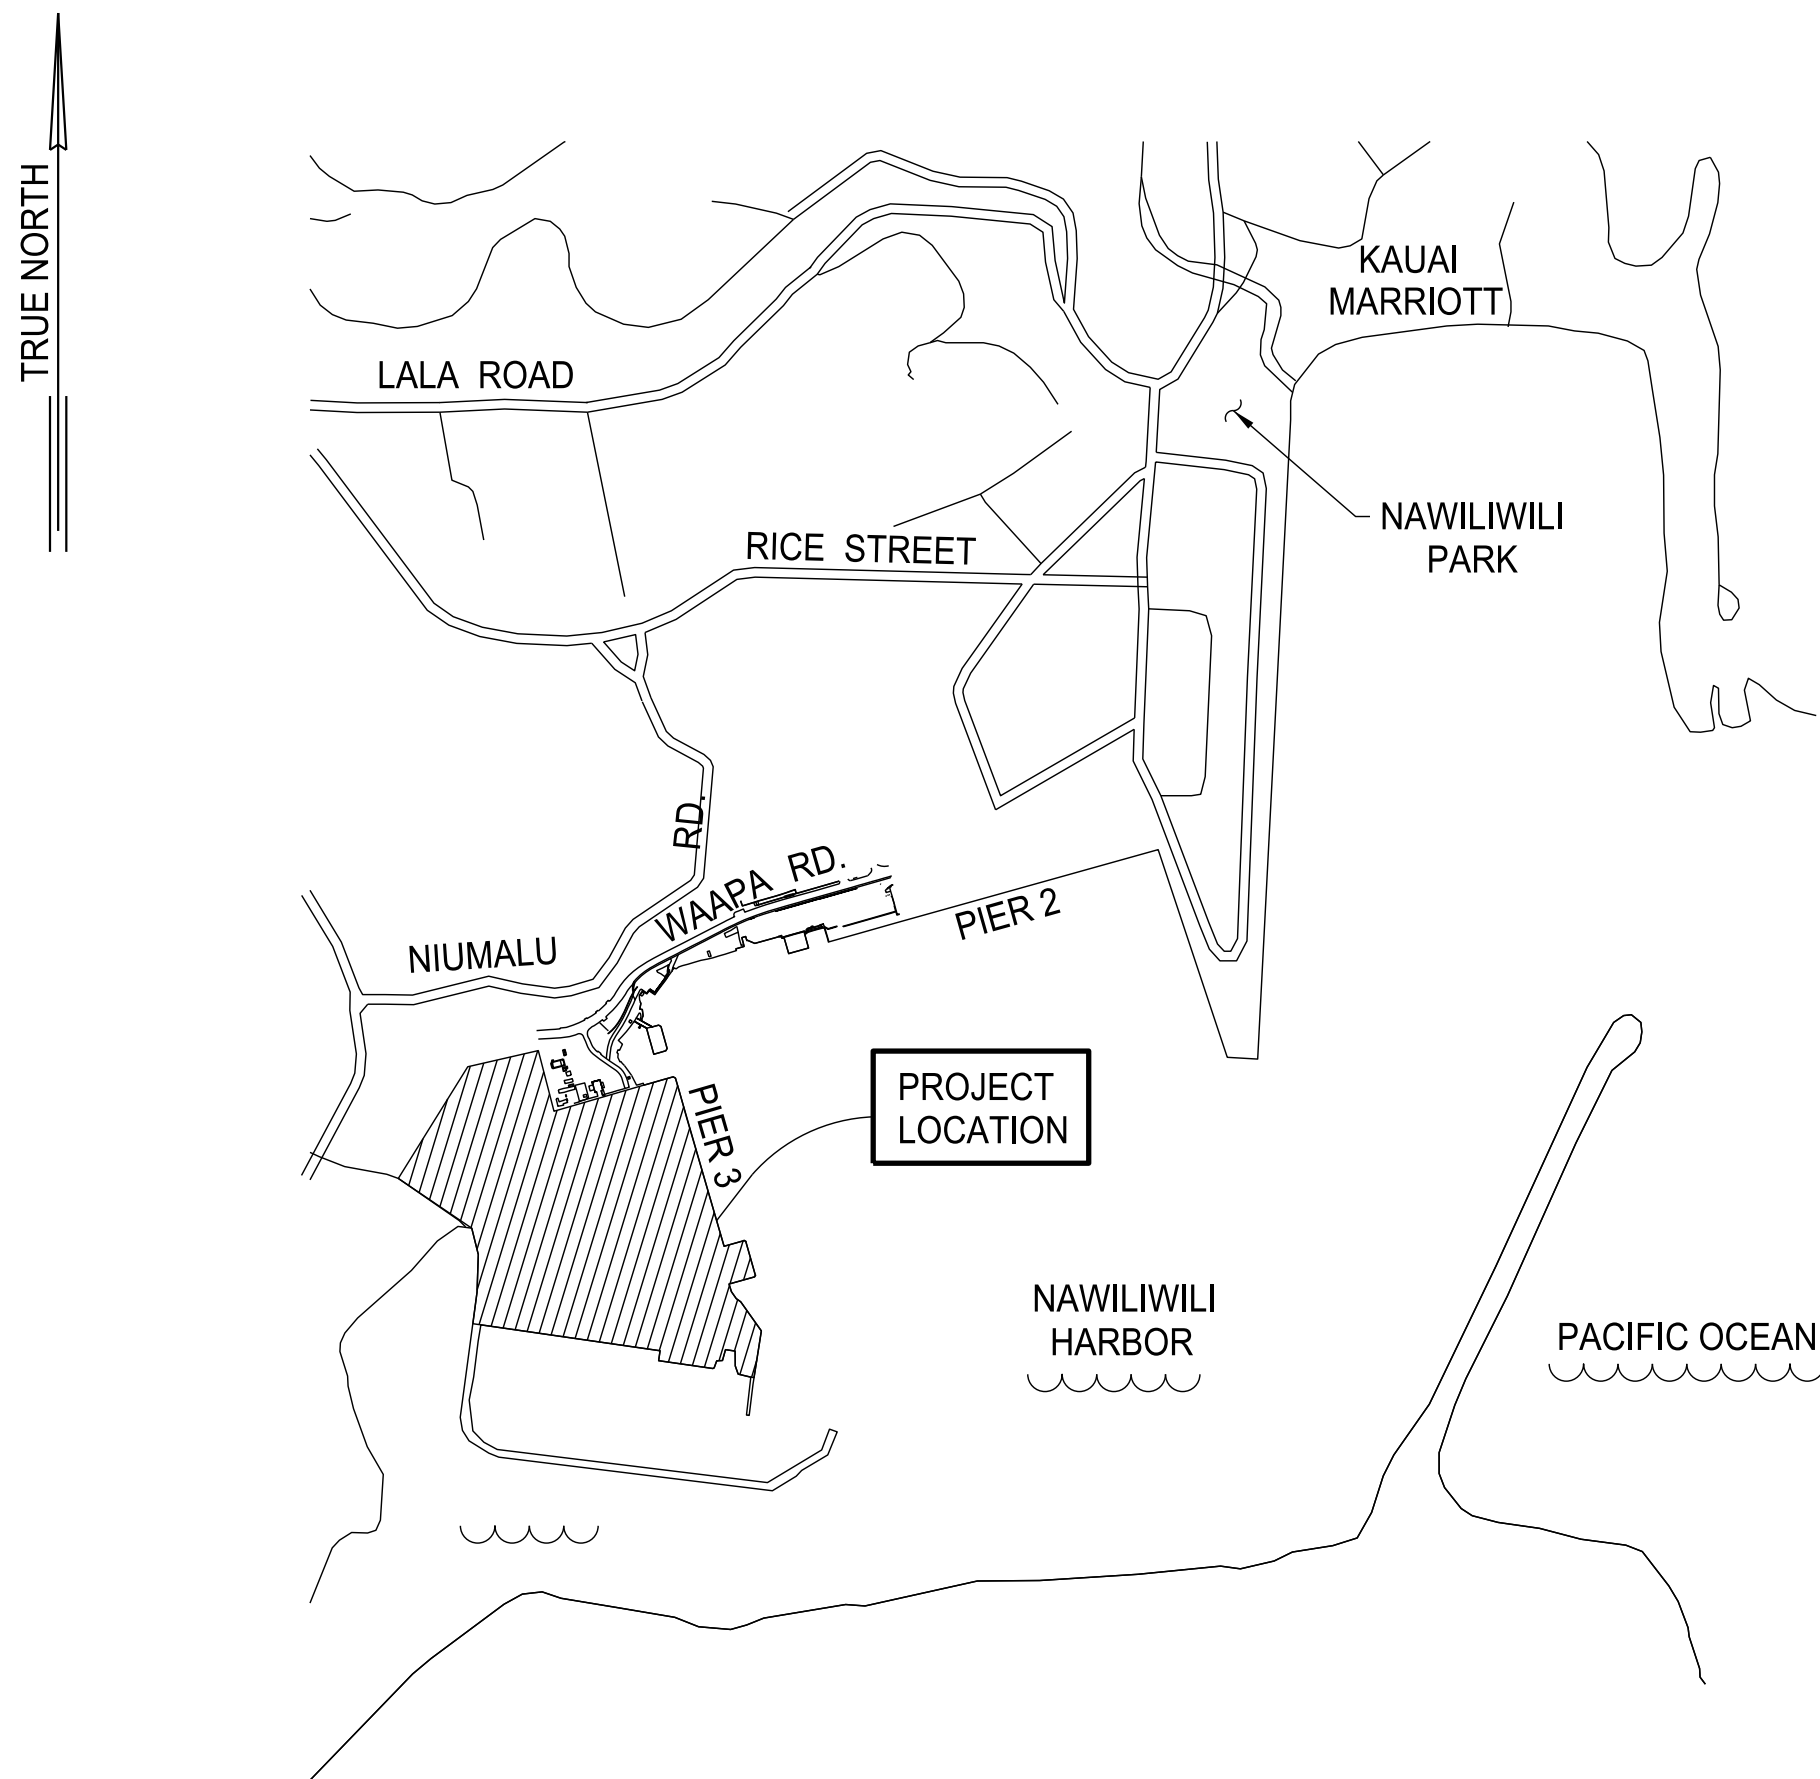 TRUE NORTH
KAUAI
MARRIOTT
LALA ROAD
NAWILIWILI
PARK
RICE STREET
RD.
WAAPA RD.
PIER 2
NIUMALU
PROJECT
LOCATION
PIER 3
NAWILIWILI
HARBOR
PACIFIC OCEAN